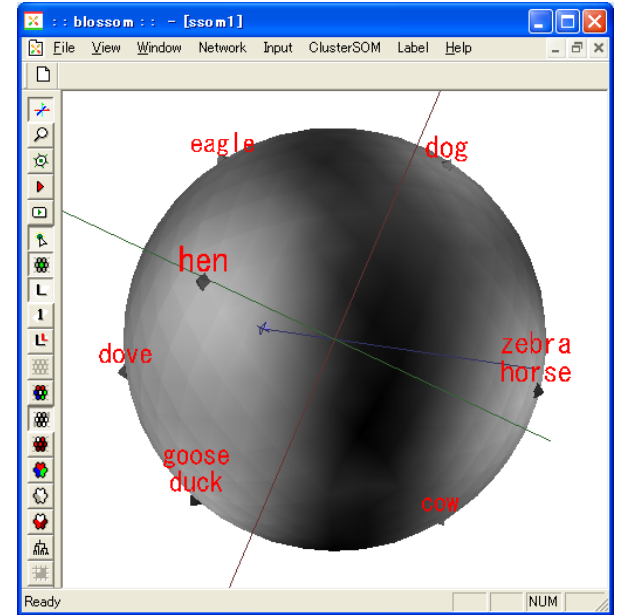 :: blossom :: - [ssom1]
File View Window Network Input ClusterSOM Label Help
1
L L
eagle
dog
hen
zebra
horse
dove
goose
duck
cow
Ready
NUM